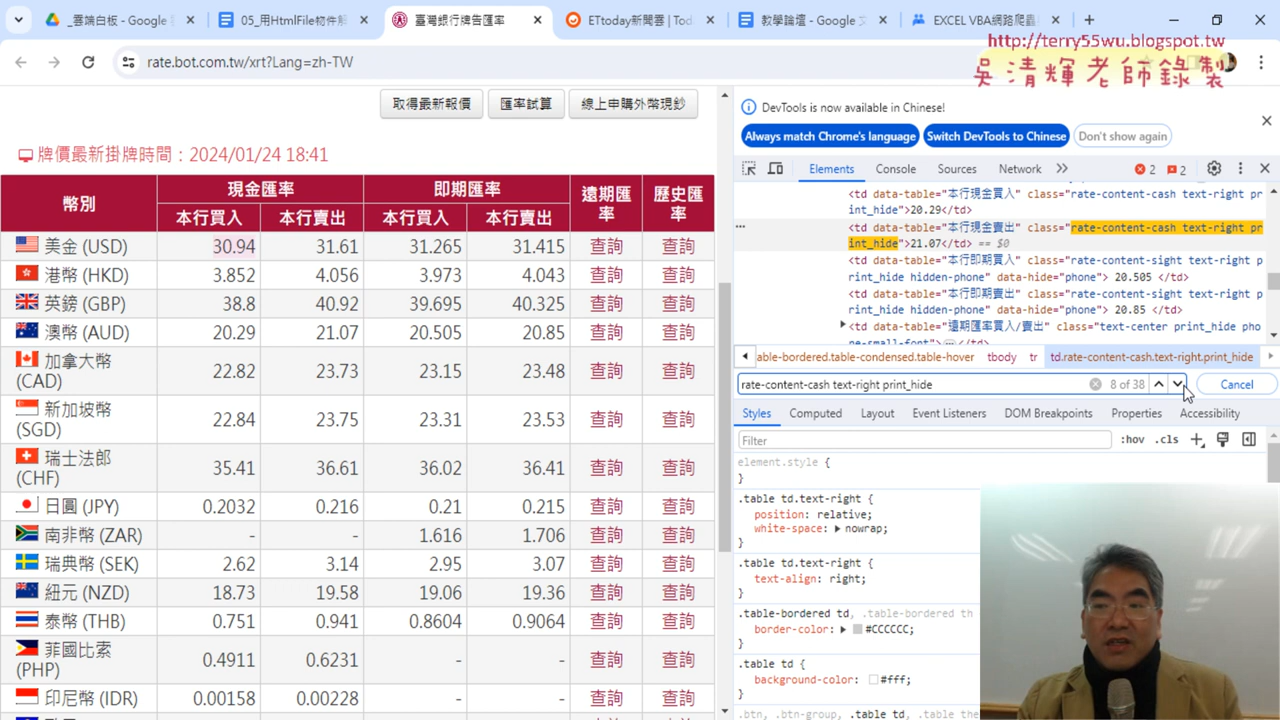 _雲端白板 - Google
05_用HtmlFile物件解
臺灣銀行牌告匯率
ETtoday新聞雲 | Tod
教學論壇 - Google 文
EXCEL VBA網路爬蟲
http://terry55wu.blogspot.tw
吳清輝老師錄製
rate.bot.com.tw/xrt?Lang=zh-TW
取得最新報價 匯率試算 線上申購外幣現鈔
牌價最新掛牌時間：2024/01/24 18:41
幣別 現金匯率 即期匯率 遠期匯率 歷史匯率
本行買入 本行賣出 本行買入 本行賣出
美金 (USD) 30.94 31.61 31.265 31.415 查詢 查詢
港幣 (HKD) 3.852 4.056 3.973 4.043 查詢 查詢
英鎊 (GBP) 38.8 40.92 39.695 40.325 查詢 查詢
澳幣 (AUD) 20.29 21.07 20.505 20.85 查詢 查詢
加拿大幣 (CAD) 22.82 23.73 23.15 23.48 查詢 查詢
新加坡幣 (SGD) 22.84 23.75 23.31 23.53 查詢 查詢
瑞士法郎 (CHF) 35.41 36.61 36.02 36.41 查詢 查詢
日圓 (JPY) 0.2032 0.216 0.21 0.215 查詢 查詢
南非幣 (ZAR) - - 1.616 1.706 查詢 查詢
瑞典幣 (SEK) 2.62 3.14 2.95 3.07 查詢 查詢
紐元 (NZD) 18.73 19.58 19.06 19.36 查詢 查詢
泰幣 (THB) 0.751 0.941 0.8604 0.9064 查詢 查詢
菲國比索 (PHP) 0.4911 0.6231 - - 查詢 查詢
印尼幣 (IDR) 0.00158 0.00228 - - 查詢 查詢
DevTools is now available in Chinese!
Always match Chrome's language Switch DevTools to Chinese Don't show again
Elements Console Sources Network 2 2
<td data-table="本行現金買入" class="rate-content-cash text-right pr
int_hide">20.29</td>
<td data-table="本行現金賣出" class="rate-content-cash text-right pr
int_hide">21.07</td> == $0
<td data-table="本行即期買入" class="rate-content-sight text-right p
rint_hide hidden-phone" data-hide="phone"> 20.505 </td>
<td data-table="本行即期賣出" class="rate-content-sight text-right p
rint_hide hidden-phone" data-hide="phone"> 20.85 </td>
<td data-table="遠期匯率買入/賣出" class="text-center print_hide pho
ne-small-font">…</td>
able-bordered.table-condensed.table-hover tbody tr td.rate-content-cash.text-right.print_hide
rate-content-cash text-right print_hide 8 of 38 Cancel
Styles Computed Layout Event Listeners DOM Breakpoints Properties Accessibility
Filter :hov .cls
element.style {
}
.table td.text-right {
position: relative;
white-space: nowrap;
}
.table td.text-right {
text-align: right;
}
.table-bordered td, .table-bordered th
border-color: #CCCCCC;
}
.table td {
background-color: #fff;
}
.btn, .btn-group, .table td, .table the